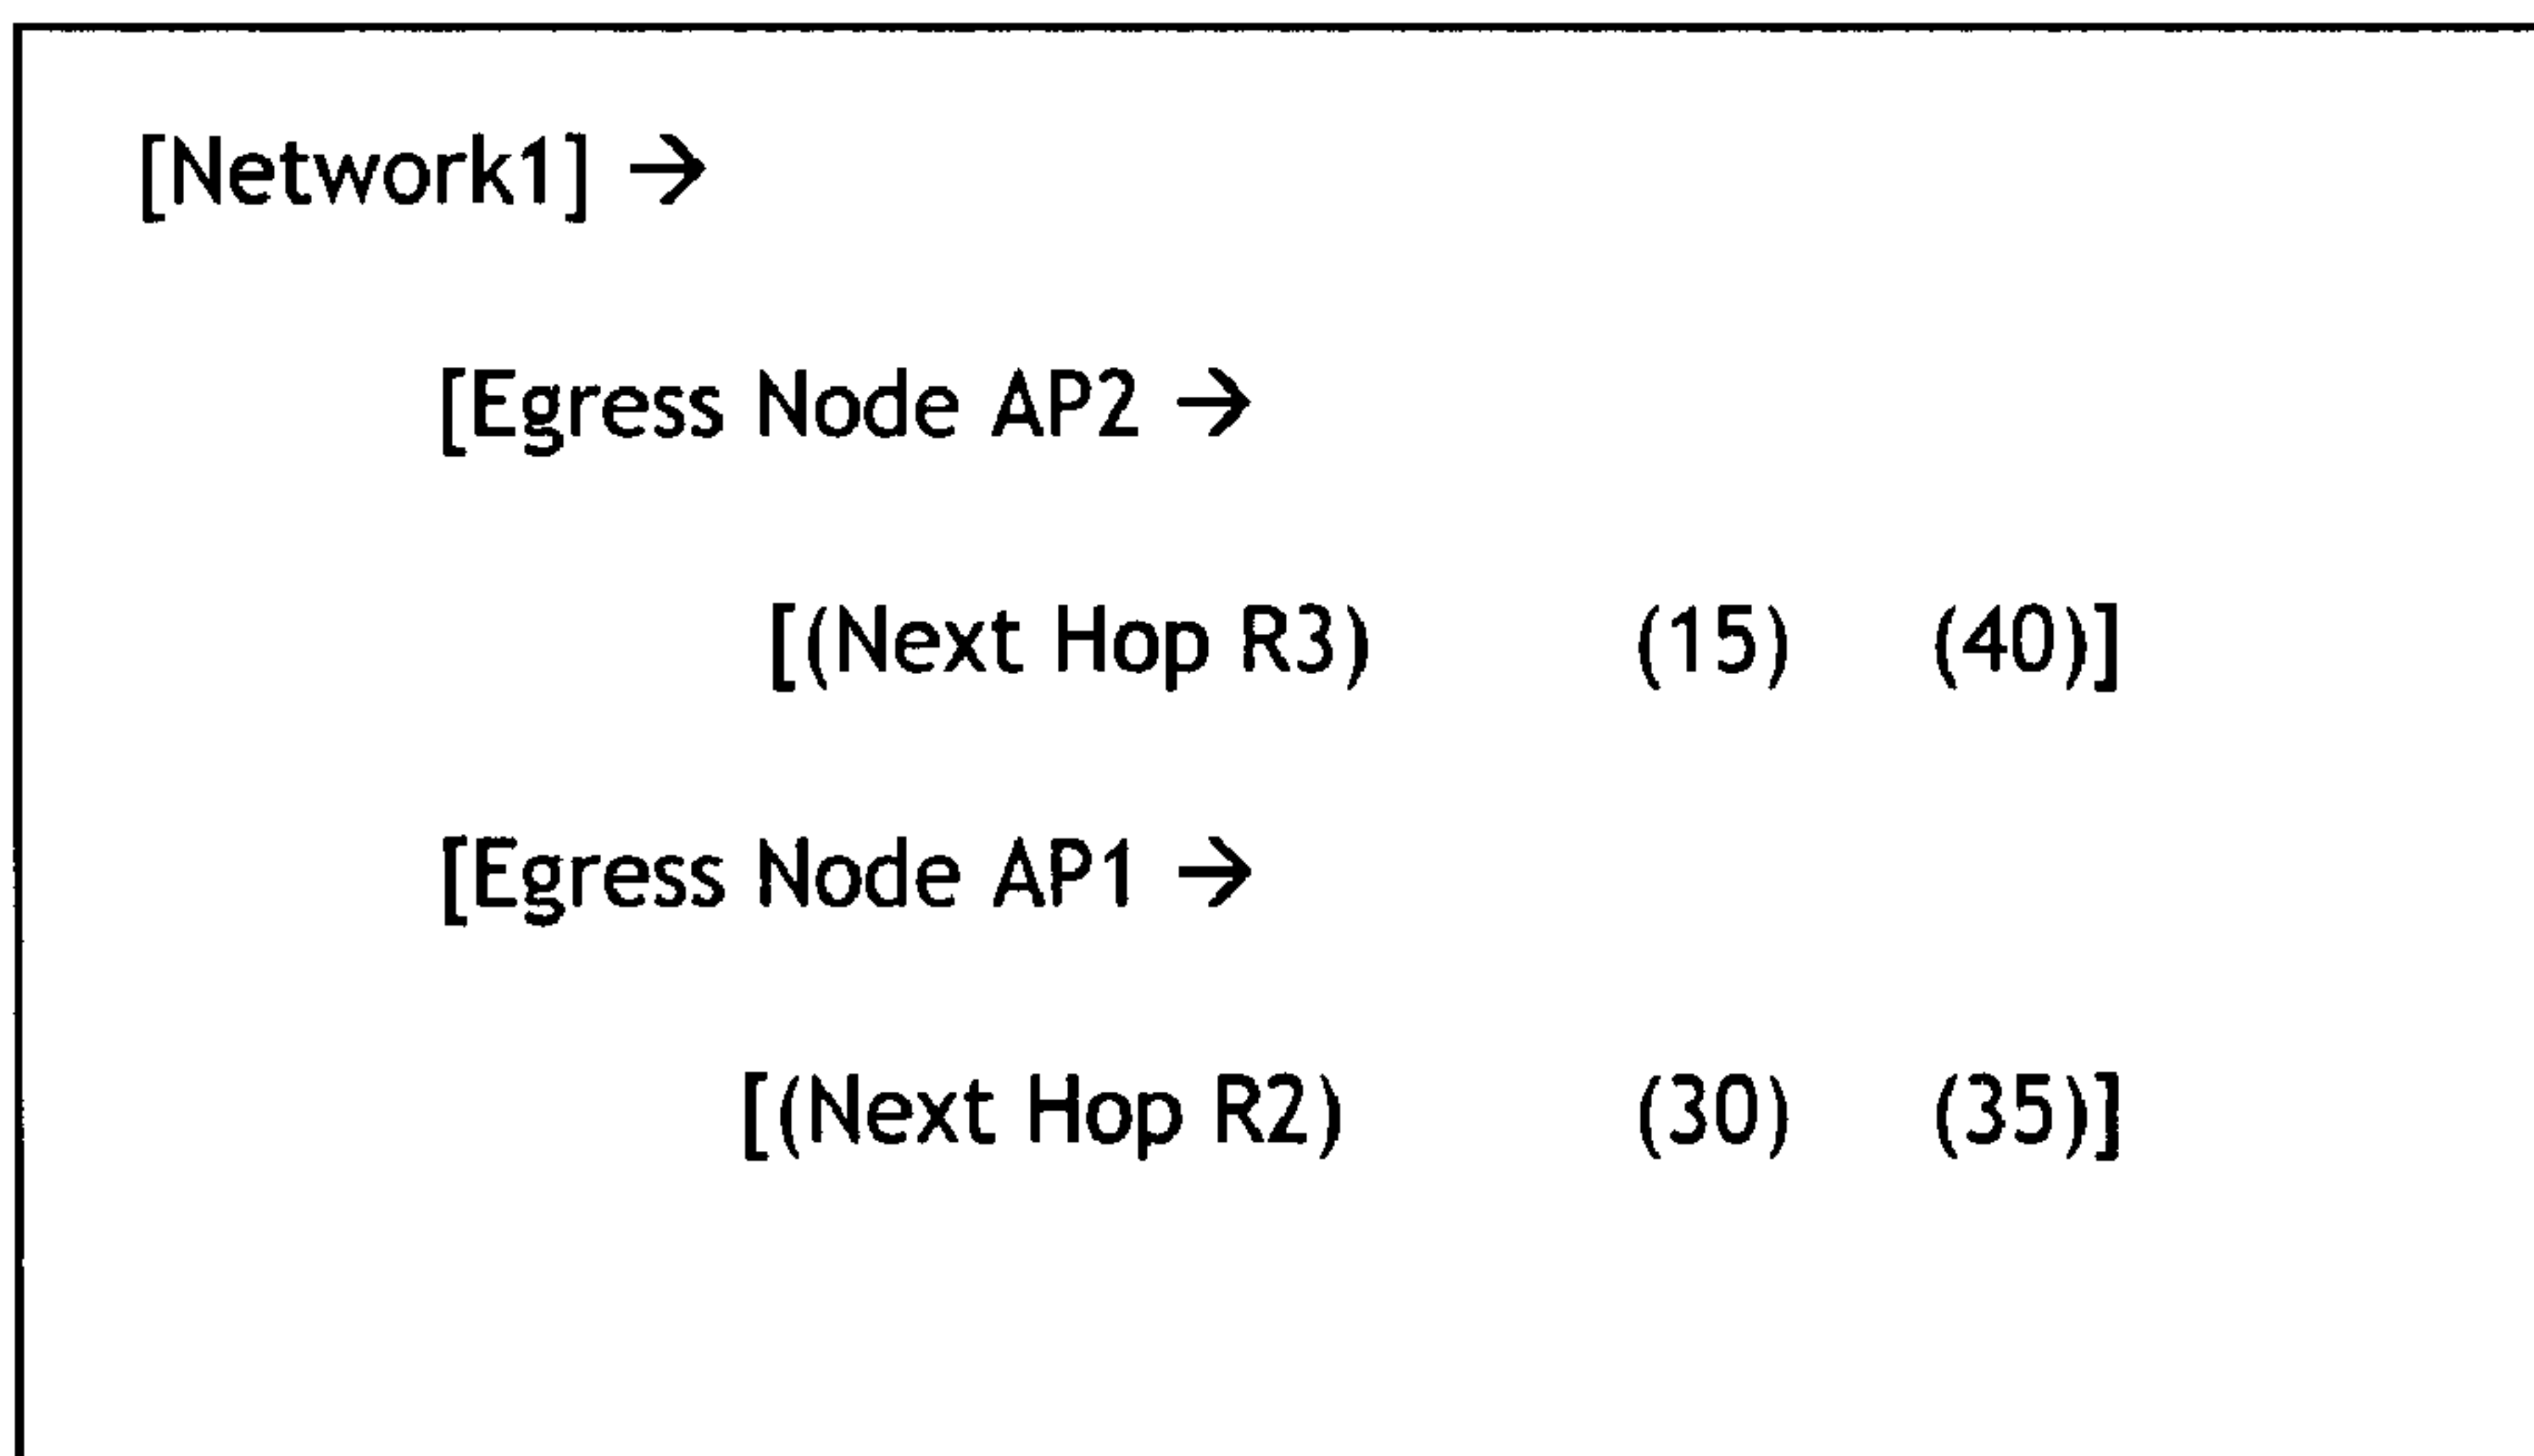 [Network1] →
[Egress Node AP2 →
[(Next Hop R3) (15) (40)]
[Egress Node AP1 →
[(Next Hop R2) (30) (35)]